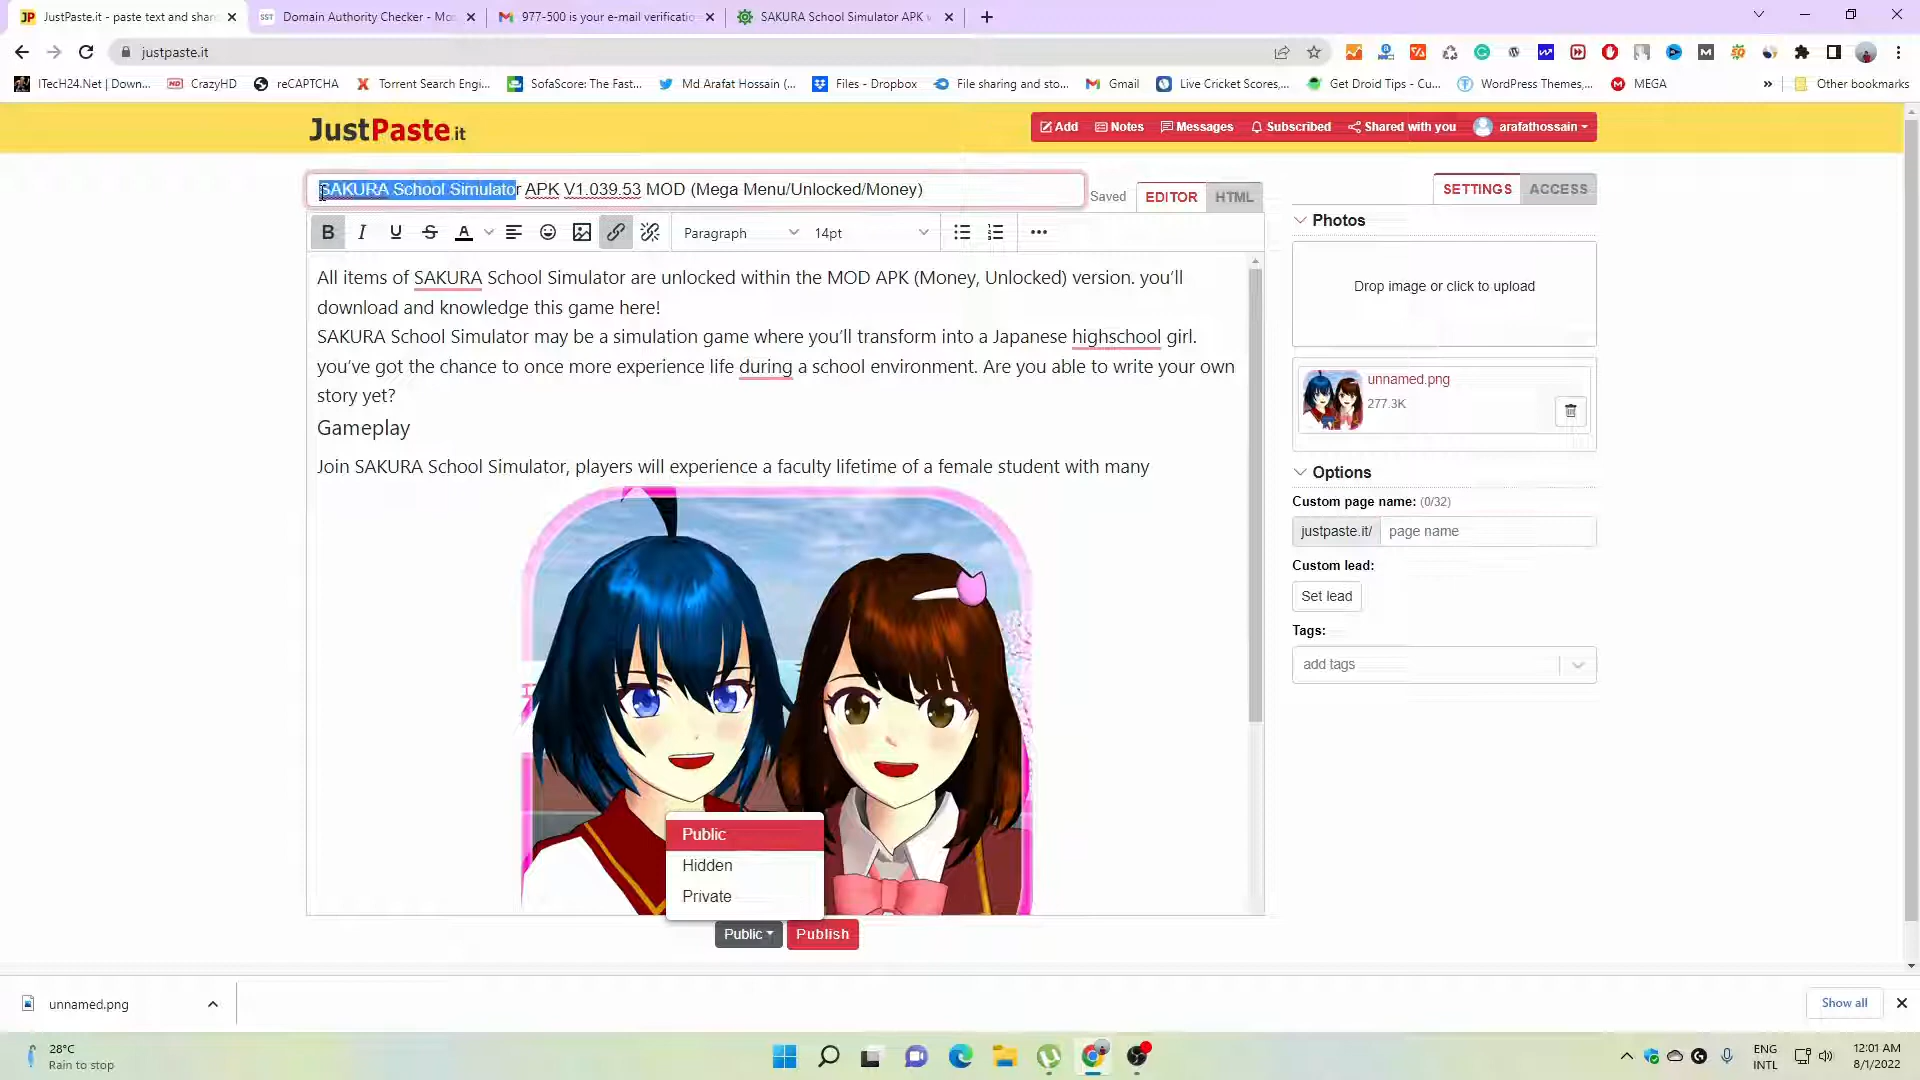 JustPaste.it - paste text and share
Domain Authority Checker - Mo
977-500 is your e-mail verificatio
SAKURA School Simulator APK
justpaste.it
ITecH24.Net | Down...
CrazyHD
reCAPTCHA
Torrent Search Engi...
SofaScore: The Fast...
Md Arafat Hossain (...
Files - Dropbox
File sharing and sto...
Gmail
Live Cricket Scores,...
Get Droid Tips - Cu...
WordPress Themes,...
MEGA
Other bookmarks
JustPaste.it
Add
Notes
Messages
Subscribed
Shared with you
arafathossain
SAKURA School Simulator APK V1.039.53 MOD (Mega Menu/Unlocked/Money)
Saved
EDITOR
HTML
SETTINGS
ACCESS
Paragraph
14pt
All items of SAKURA School Simulator are unlocked within the MOD APK (Money, Unlocked) version. you’ll
download and knowledge this game here!
SAKURA School Simulator may be a simulation game where you’ll transform into a Japanese highschool girl.
you’ve got the chance to once more experience life during a school environment. Are you able to write your own
story yet?
Gameplay
Join SAKURA School Simulator, players will experience a faculty lifetime of a female student with many
Photos
Drop image or click to upload
unnamed.png
277.3K
Options
Custom page name: (0/32)
justpaste.it/
page name
Custom lead:
Set lead
Tags:
add tags
Public
Hidden
Private
Public
Publish
unnamed.png
Show all
28°C
Rain to stop
ENG
INTL
12:01 AM
8/1/2022